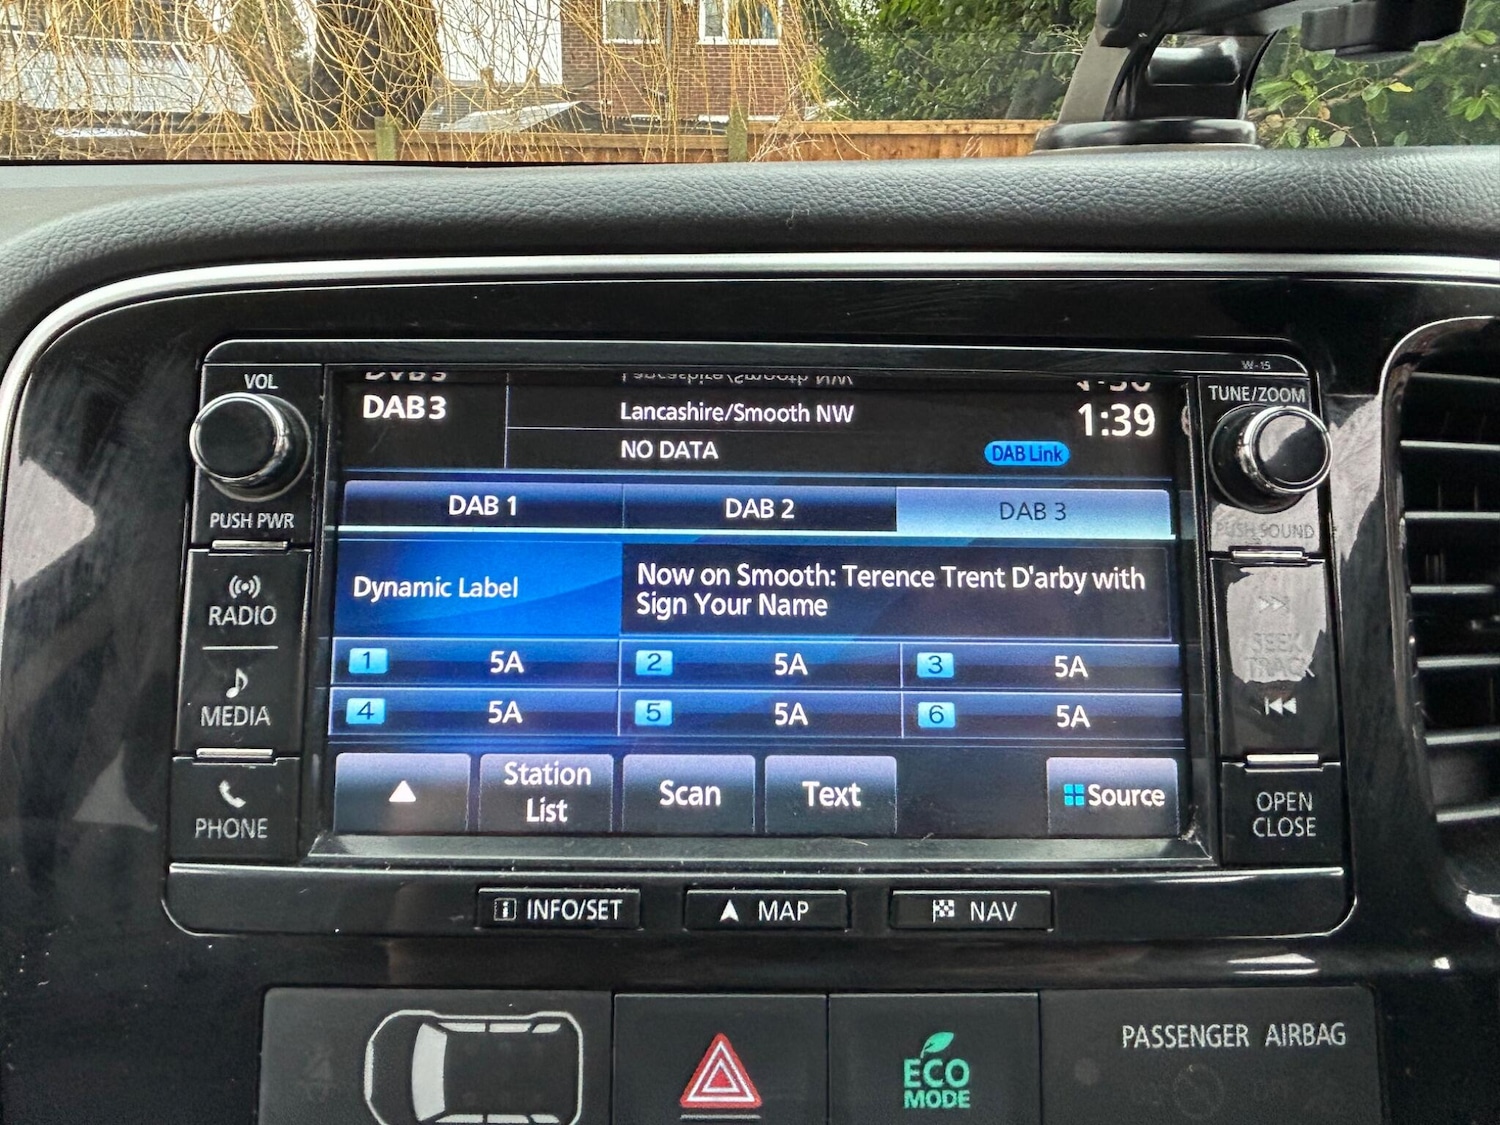 W-15
VOL
TUNE/ZOOM
DAB3
Lancashire/Smooth NW
1:39
NO DATA
DAB Link
DAB 1
DAB 2
DAB 3
PUSH PWR
PUSH SOUND
Dynamic Label
Now on Smooth: Terence Trent D'arby with
Sign Your Name
RADIO
SEEK
TRACK
1 5A
2 5A
3 5A
4 5A
5 5A
6 5A
MEDIA
Station
List
Scan
Text
Source
PHONE
OPEN
CLOSE
INFO/SET
MAP
NAV
ECO
MODE
PASSENGER AIRBAG